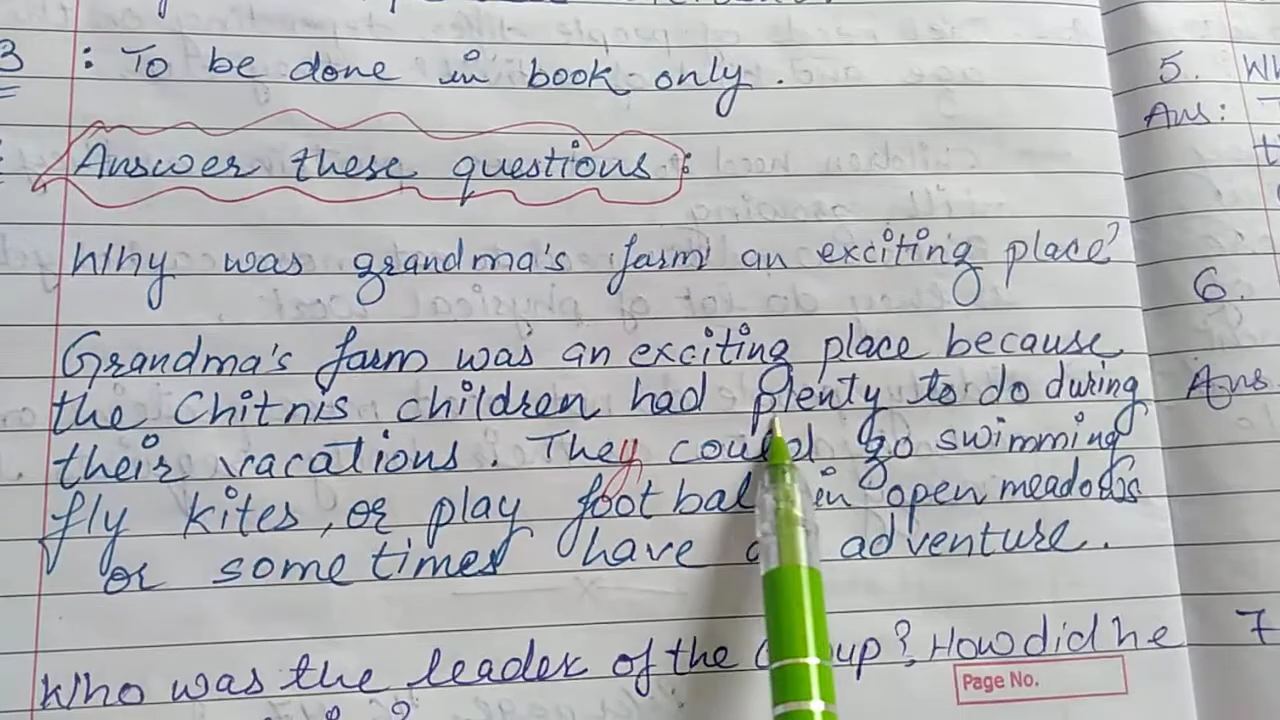 3 : To be done in book only.
Answer these questions:
Why was grandma's farm an exciting place?
Grandma's farm was an exciting place because
the Chitnis children had plenty to do during
their vacations. They could go swimming
fly kites, or play football in open meadows
or sometimes have adventure.
Who was the leader of the up? How did he
Page No.
5. Wh
Ans:
6.
Ans
7